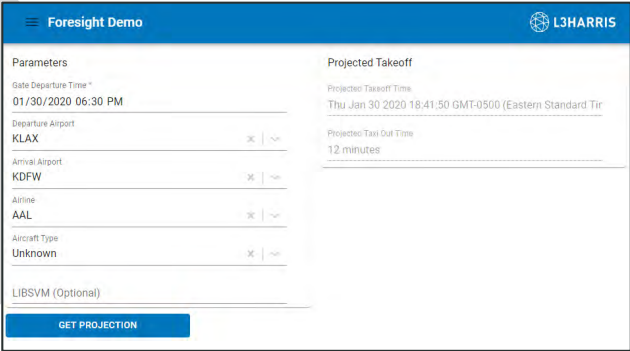 Foresight Demo
L3HARRIS
Parameters
Gate Departure Time *
01/30/2020 06:30 PM
Departure Airport
KLAX
Arrival Airport
KDFW
Airline
AAL
Aircraft Type
Unknown
LIBSVM (Optional)
GET PROJECTION
Projected Takeoff
Projected Takeoff Time
Thu Jan 30 2020 18:41:50 GMT-0500 (Eastern Standard Tir
Projected Taxi Out Time
12 minutes